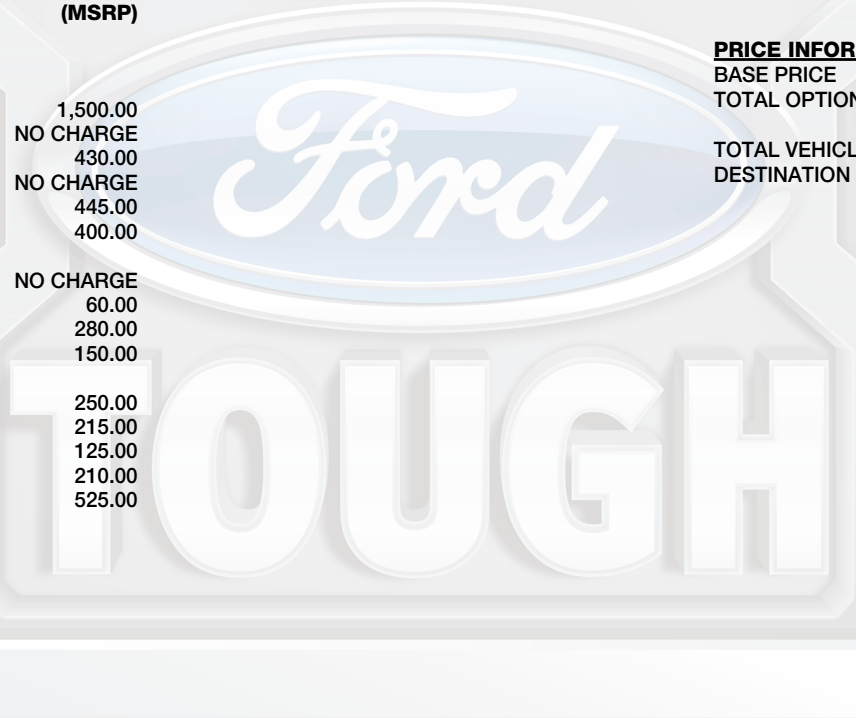 (MSRP)
1,500.00
NO CHARGE
430.00
NO CHARGE
445.00
400.00
NO CHARGE
60.00
280.00
150.00
250.00
215.00
125.00
210.00
525.00
PRICE INFOR
BASE PRICE
TOTAL OPTION
TOTAL VEHICL
DESTINATION
Ford
TOUGH